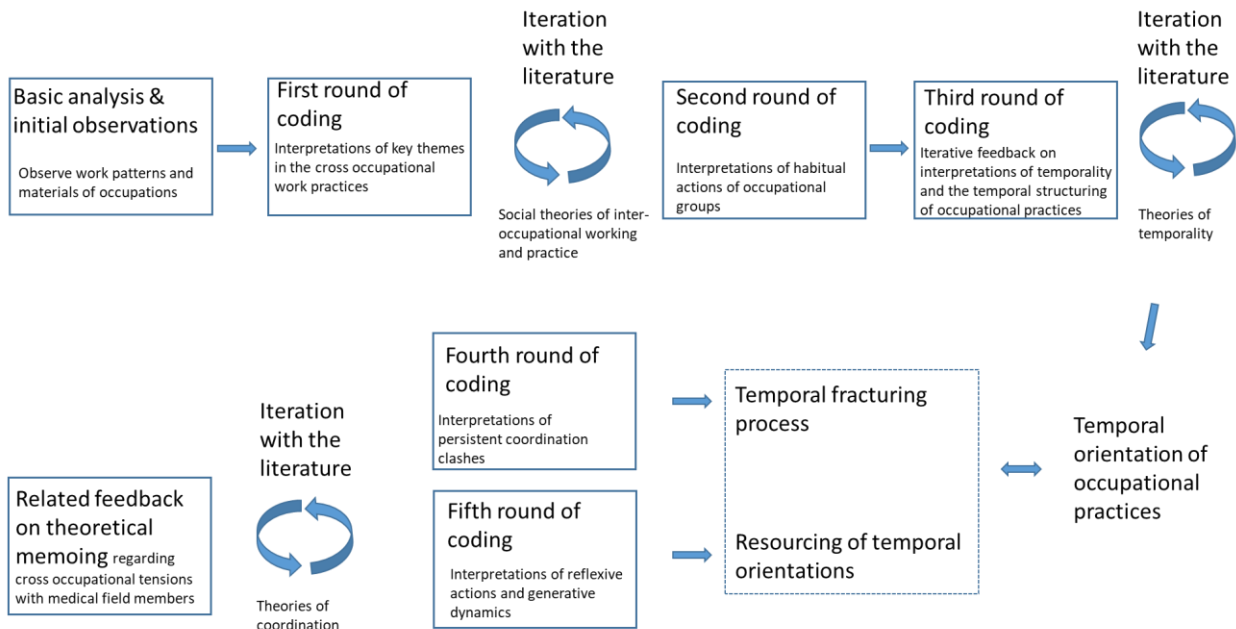 Basic analysis &
initial observations
Observe work patterns and
materials of occupations
First round of
coding
Interpretations of key themes
in the cross occupational
work practices
Iteration
with the
literature
Social theories of inter-
occupational working
and practice
Second round of
coding
Interpretations of habitual
actions of occupational
groups
Third round of
coding
Iterative feedback on
interpretations of temporality
and the temporal structuring
of occupational practices
Iteration
with the
literature
Theories of
temporality
Related feedback
on theoretical
memoing regarding
cross occupational tensions
with medical field members
Iteration
with the
literature
Theories of
coordination
Fourth round of
coding
Interpretations of
persistent coordination
clashes
Fifth round of
coding
Interpretations of reflexive
actions and generative
dynamics
Temporal fracturing
process
Resourcing of temporal
orientations
Temporal
orientation of
occupational
practices